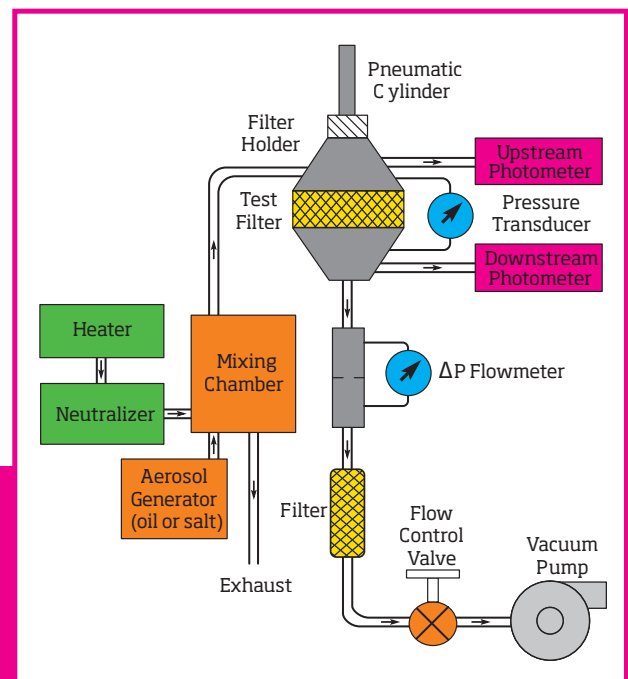 Pneumatic
C ylinder
Filter
Holder
Upstream
Photometer
Test
Filter
Pressure
Transducer
Downstream
Photometer
Heater
Mixing
Chamber
ΔP Flowmeter
Neutralizer
Aerosol
Generator
(oil or salt)
Filter
Flow
Control
Valve
Vacuum
Pump
Exhaust